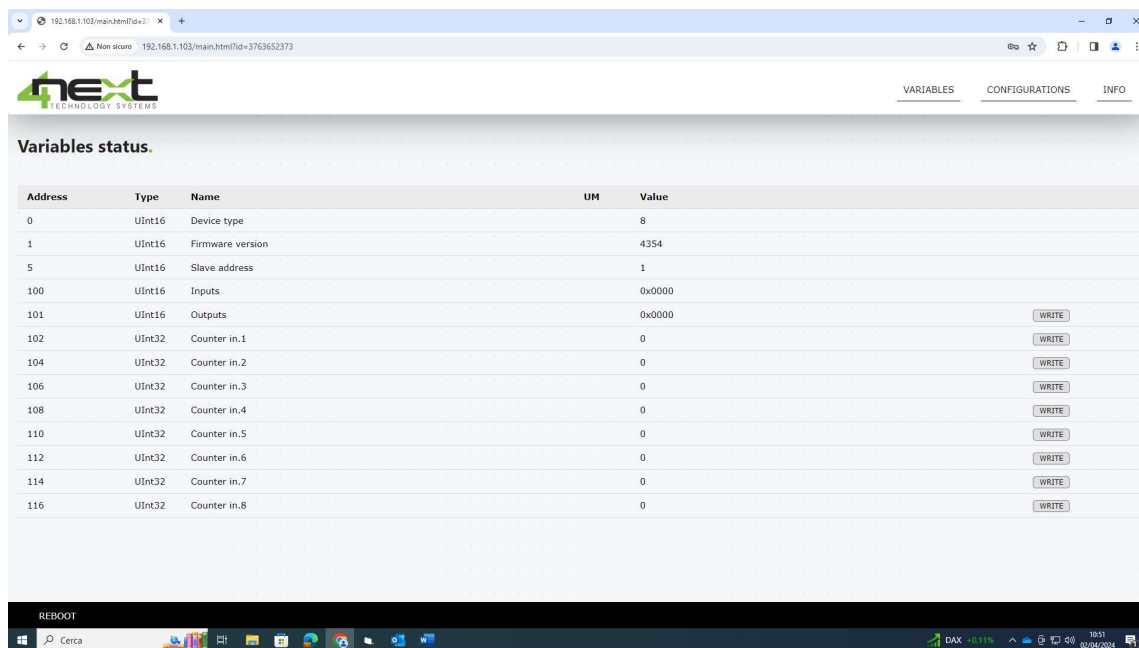 192.168.1.103/main.html?id=3
Non sicuro 192.168.1.103/main.html?id=3763652373
4next
TECHNOLOGY SYSTEMS
VARIABLES CONFIGURATIONS INFO
Variables status.
Address Type Name UM Value
0 UInt16 Device type 8
1 UInt16 Firmware version 4354
5 UInt16 Slave address 1
100 UInt16 Inputs 0x0000
101 UInt16 Outputs 0x0000 WRITE
102 UInt32 Counter in.1 0 WRITE
104 UInt32 Counter in.2 0 WRITE
106 UInt32 Counter in.3 0 WRITE
108 UInt32 Counter in.4 0 WRITE
110 UInt32 Counter in.5 0 WRITE
112 UInt32 Counter in.6 0 WRITE
114 UInt32 Counter in.7 0 WRITE
116 UInt32 Counter in.8 0 WRITE
REBOOT
Cerca DAX +0,11% 10:51
02/04/2024